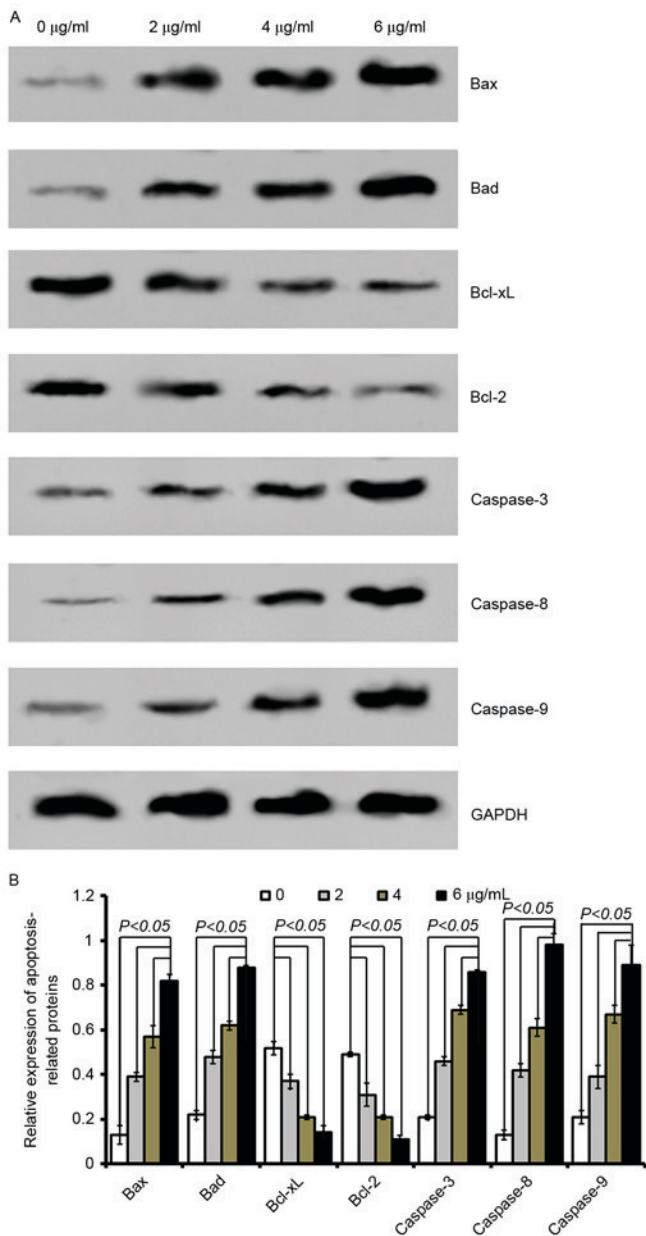 A
0 μg/ml 2 μg/ml 4 μg/ml 6 μg/ml
Bax
Bad
Bcl-xL
Bcl-2
Caspase-3
Caspase-8
Caspase-9
GAPDH
B
0 2 4 6 μg/mL
P<0.05 P<0.05 P<0.05 P<0.05 P<0.05 P<0.05 P<0.05
Relative expression of apoptosis-
related proteins
1.2
1
0.8
0.6
0.4
0.2
0
Bax Bad Bcl-xL Bcl-2 Caspase-3 Caspase-8 Caspase-9